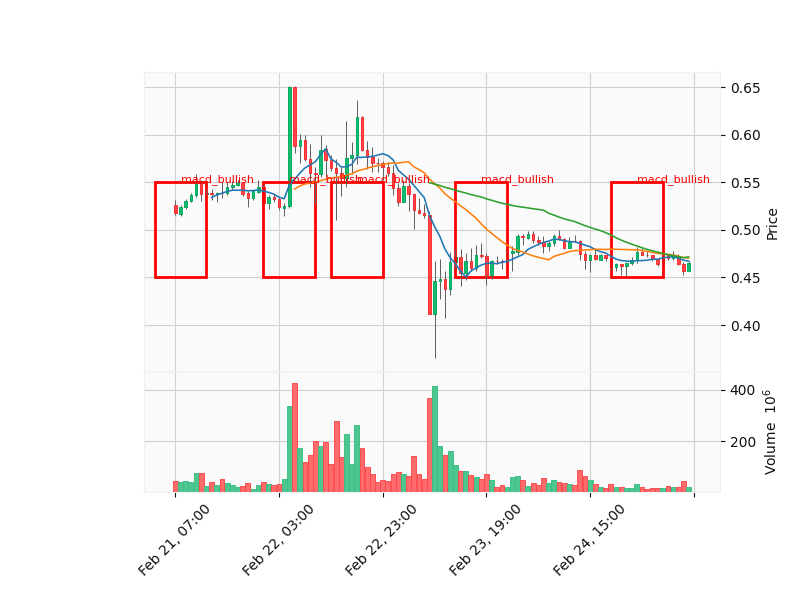 0.65
0.60
macd_bullish macd_bullish macd_bullish macd_bullish macd_bullish
0.55
0.50
0.45
0.40
Price
400
200
Volume 10^6
Feb 21, 07:00
Feb 22, 03:00
Feb 22, 23:00
Feb 23, 19:00
Feb 24, 15:00